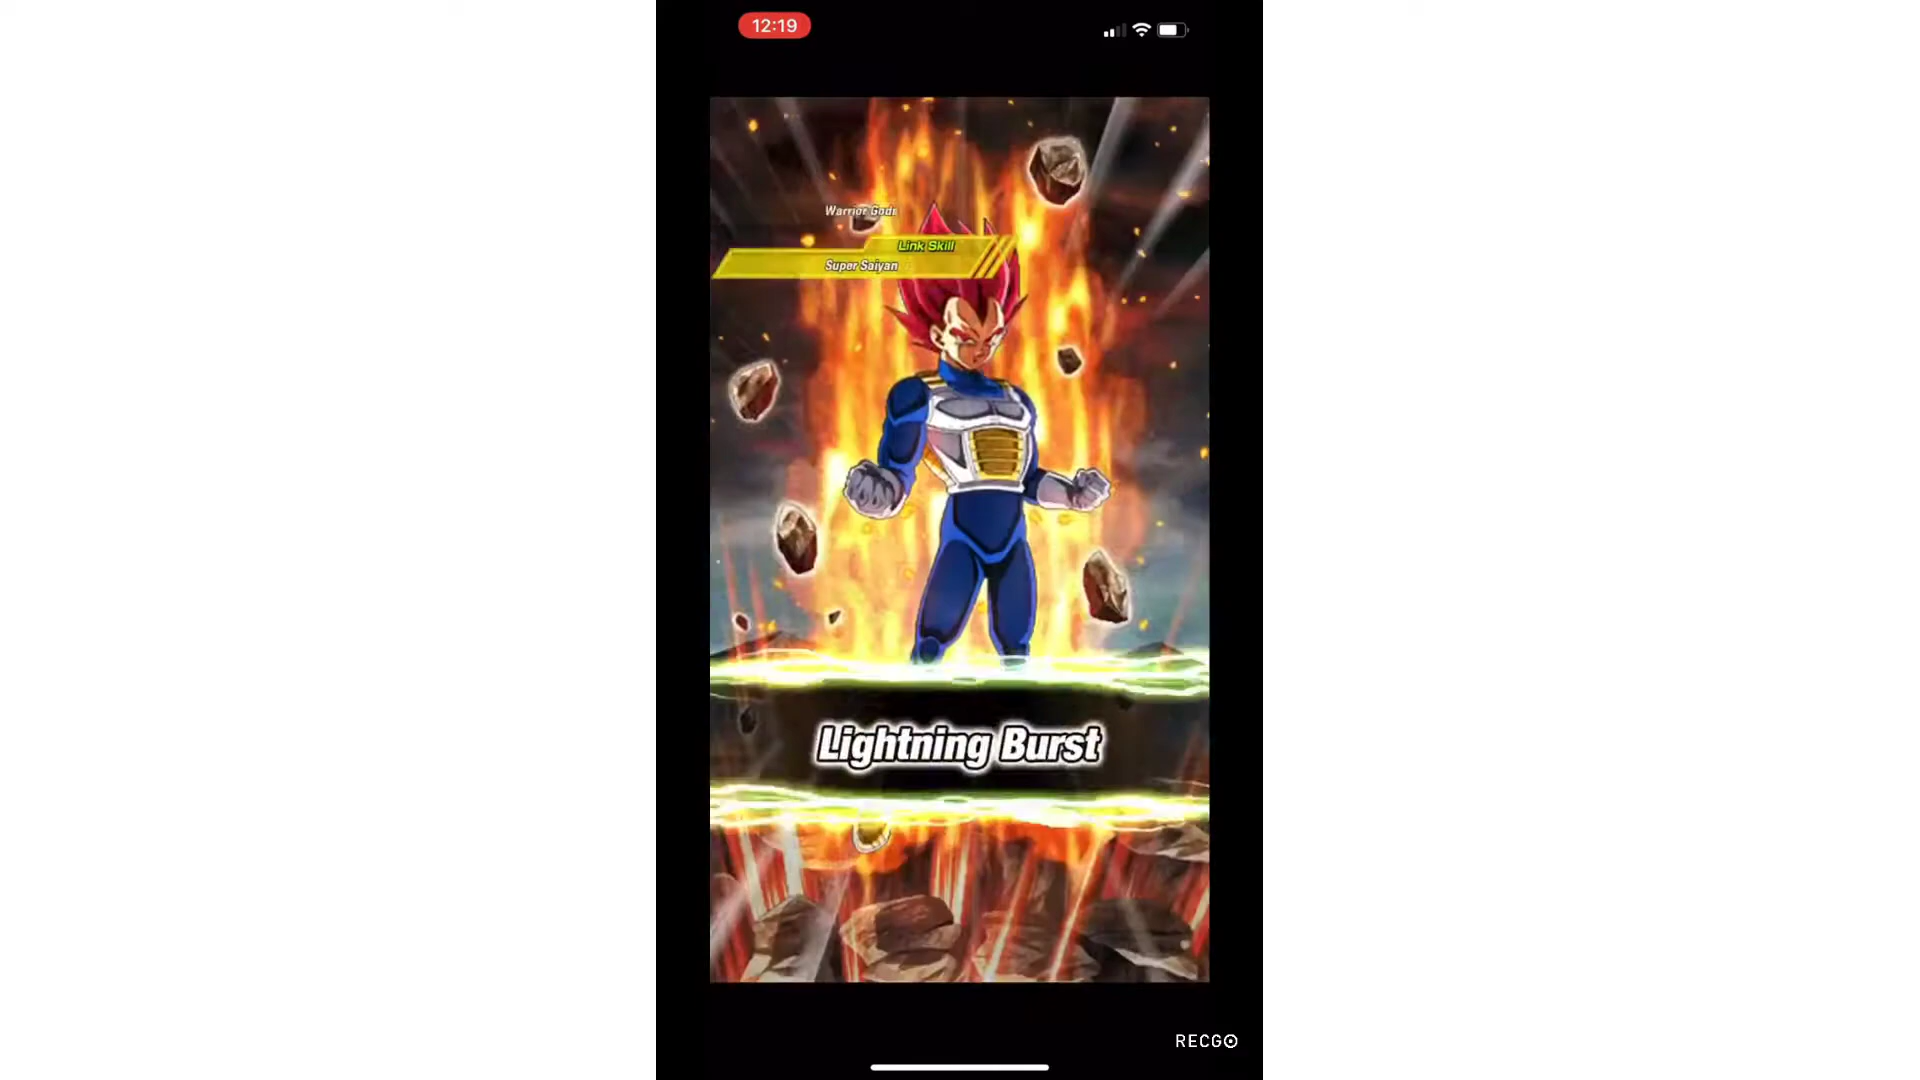 12:19
Warrior Gods
Link Skill
Super Saiyan
Lightning Burst
RECGO